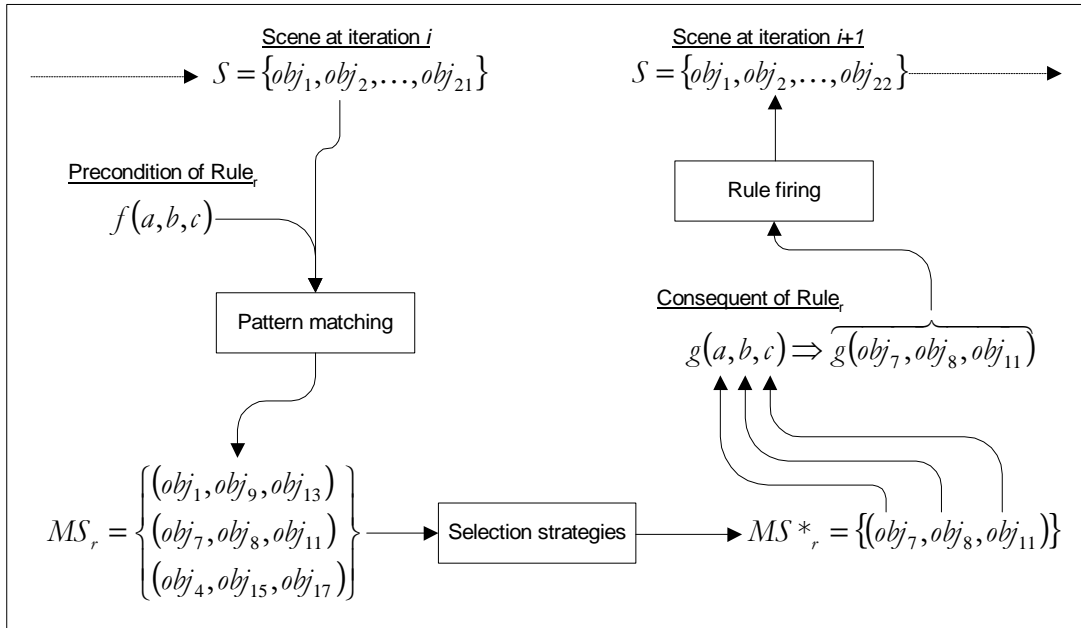 Scene at iteration i
S = {obj₁, obj₂, ..., obj₂₁}
Precondition of Ruleᵣ
f(a, b, c)
Pattern matching
MSᵣ = {(obj₁, obj₉, obj₁₃)
(obj₇, obj₈, obj₁₁)
(obj₄, obj₁₅, obj₁₇)}
Selection strategies
MS*ᵣ = {(obj₇, obj₈, obj₁₁)}
Consequent of Ruleᵣ
g(a, b, c) ⇒ g(obj₇, obj₈, obj₁₁)
Rule firing
Scene at iteration i+1
S = {obj₁, obj₂, ..., obj₂₂}